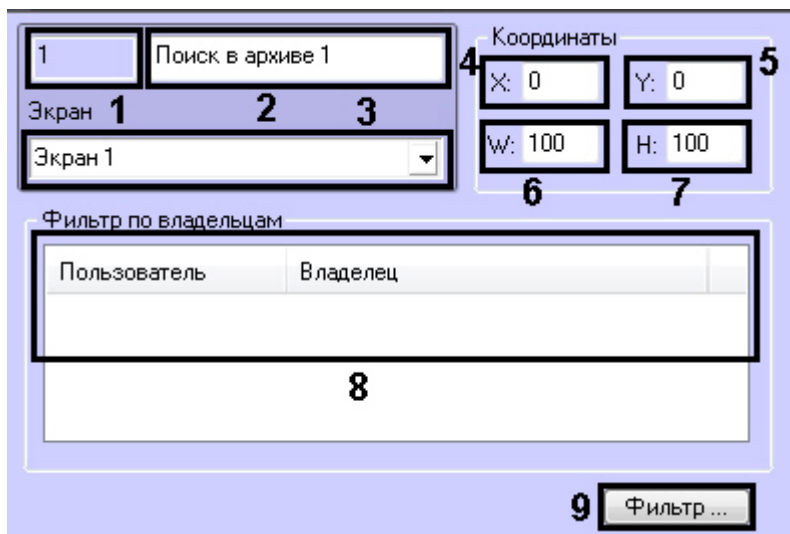 1 Поиск в архиве 1
Экран 1 2 3
Экран 1
Координаты
4 X: 0 Y: 0 5
W: 100 H: 100
6 7
Фильтр по владельцам
Пользователь Владелец
8
9 Фильтр ...